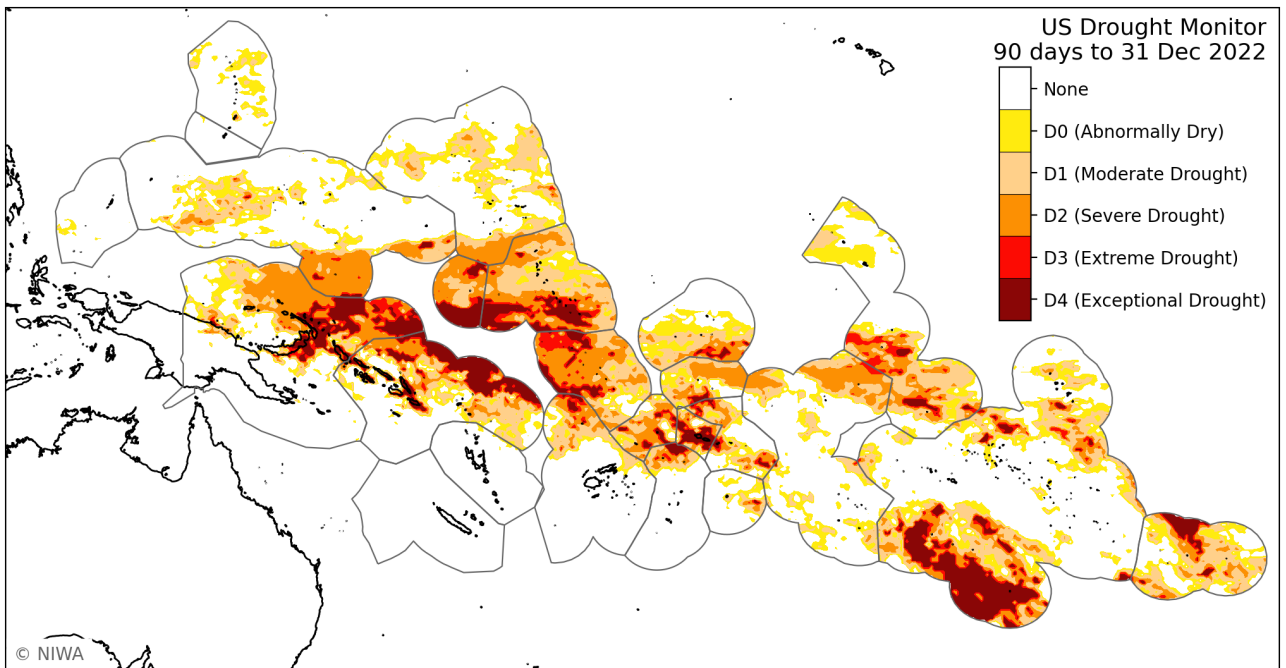 US Drought Monitor
90 days to 31 Dec 2022
None
D0 (Abnormally Dry)
D1 (Moderate Drought)
D2 (Severe Drought)
D3 (Extreme Drought)
D4 (Exceptional Drought)
© NIWA